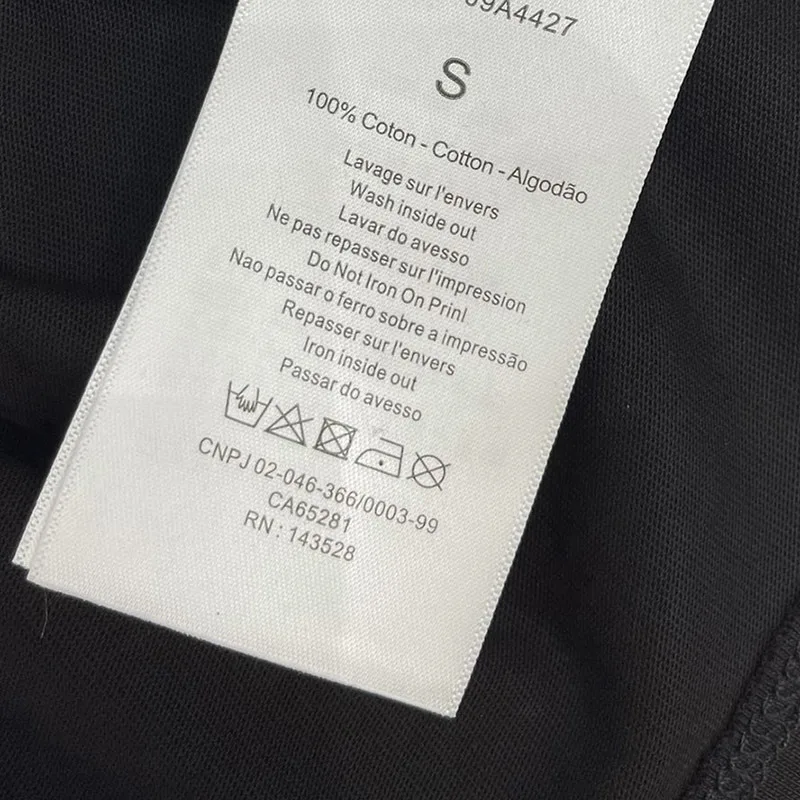 09A4427
S
100% Coton - Cotton - Algodão
Lavage sur l'envers
Wash inside out
Lavar do avesso
Ne pas repasser sur l'impression
Do Not Iron On Prinl
Nao passar o ferro sobre a impressão
Repasser sur l'envers
Iron inside out
Passar do avesso
CNPJ 02-046-366/0003-99
CA65281
RN : 143528